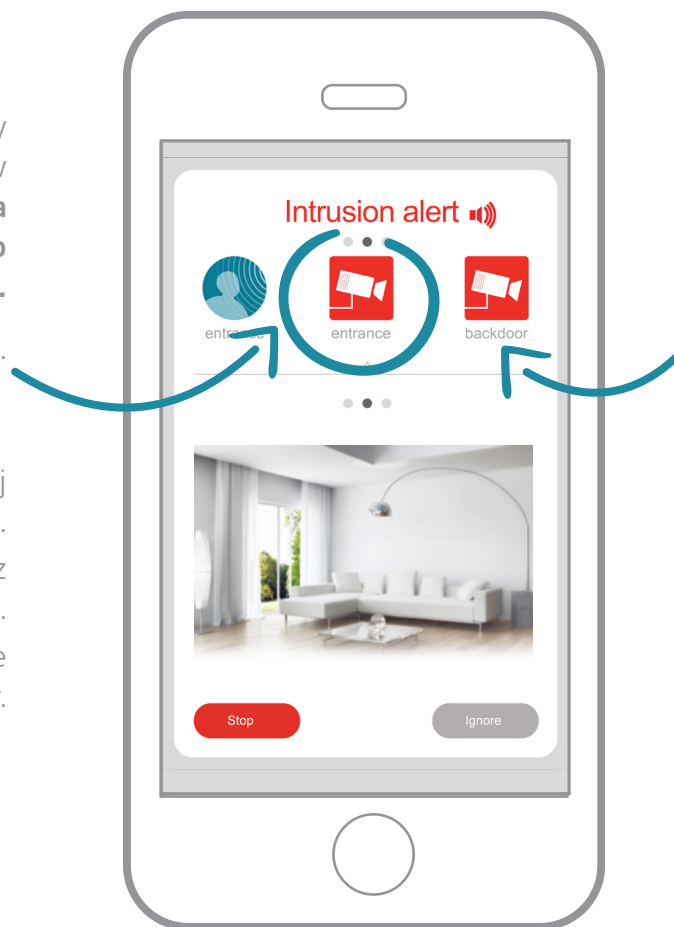 Intrusion alert
entrance
entrance
backdoor
Stop
Ignore